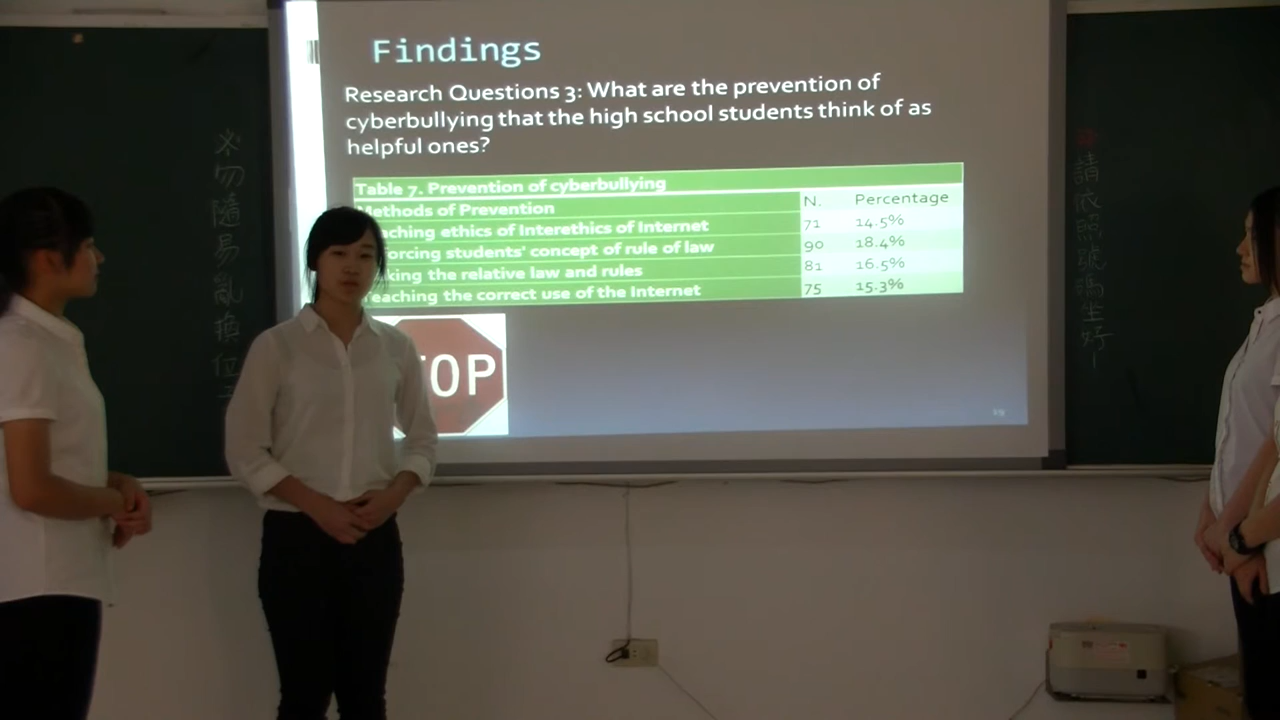 Findings
Research Questions 3: What are the prevention of
cyberbullying that the high school students think of as
helpful ones?
Table 7. Prevention of cyberbullying
Methods of Prevention N. Percentage
aching ethics of Interethics of Internet 71 14.5%
orcing students' concept of rule of law 90 18.4%
king the relative law and rules 81 16.5%
Teaching the correct use of the Internet 75 15.3%
OP
必勿隨易亂換位
請依照號碼坐好!